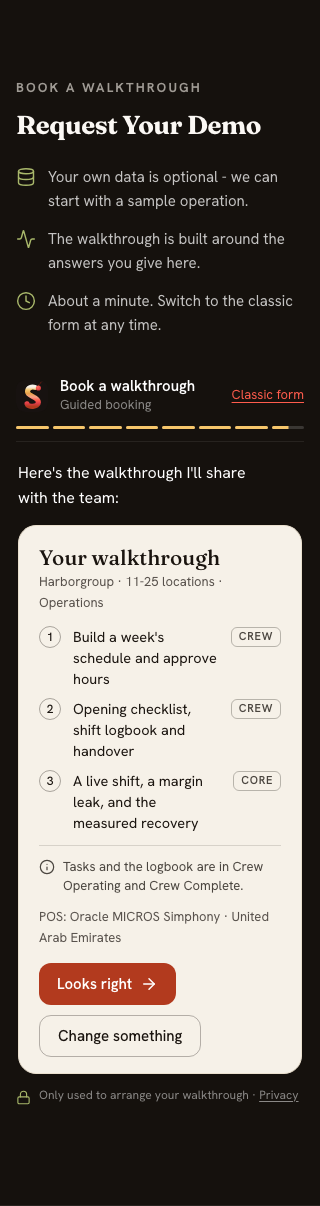 BOOK A WALKTHROUGH
Request Your Demo
Your own data is optional - we can
start with a sample operation.
The walkthrough is built around the
answers you give here.
About a minute. Switch to the classic
form at any time.
Book a walkthrough
Guided booking
Classic form
Here's the walkthrough I'll share
with the team:
Your walkthrough
Harborgroup · 11-25 locations ·
Operations
1 Build a week's CREW
schedule and approve
hours
2 Opening checklist, CREW
shift logbook and
handover
3 A live shift, a margin CORE
leak, and the
measured recovery
Tasks and the logbook are in Crew
Operating and Crew Complete.
POS: Oracle MICROS Simphony · United
Arab Emirates
Looks right →
Change something
Only used to arrange your walkthrough · Privacy